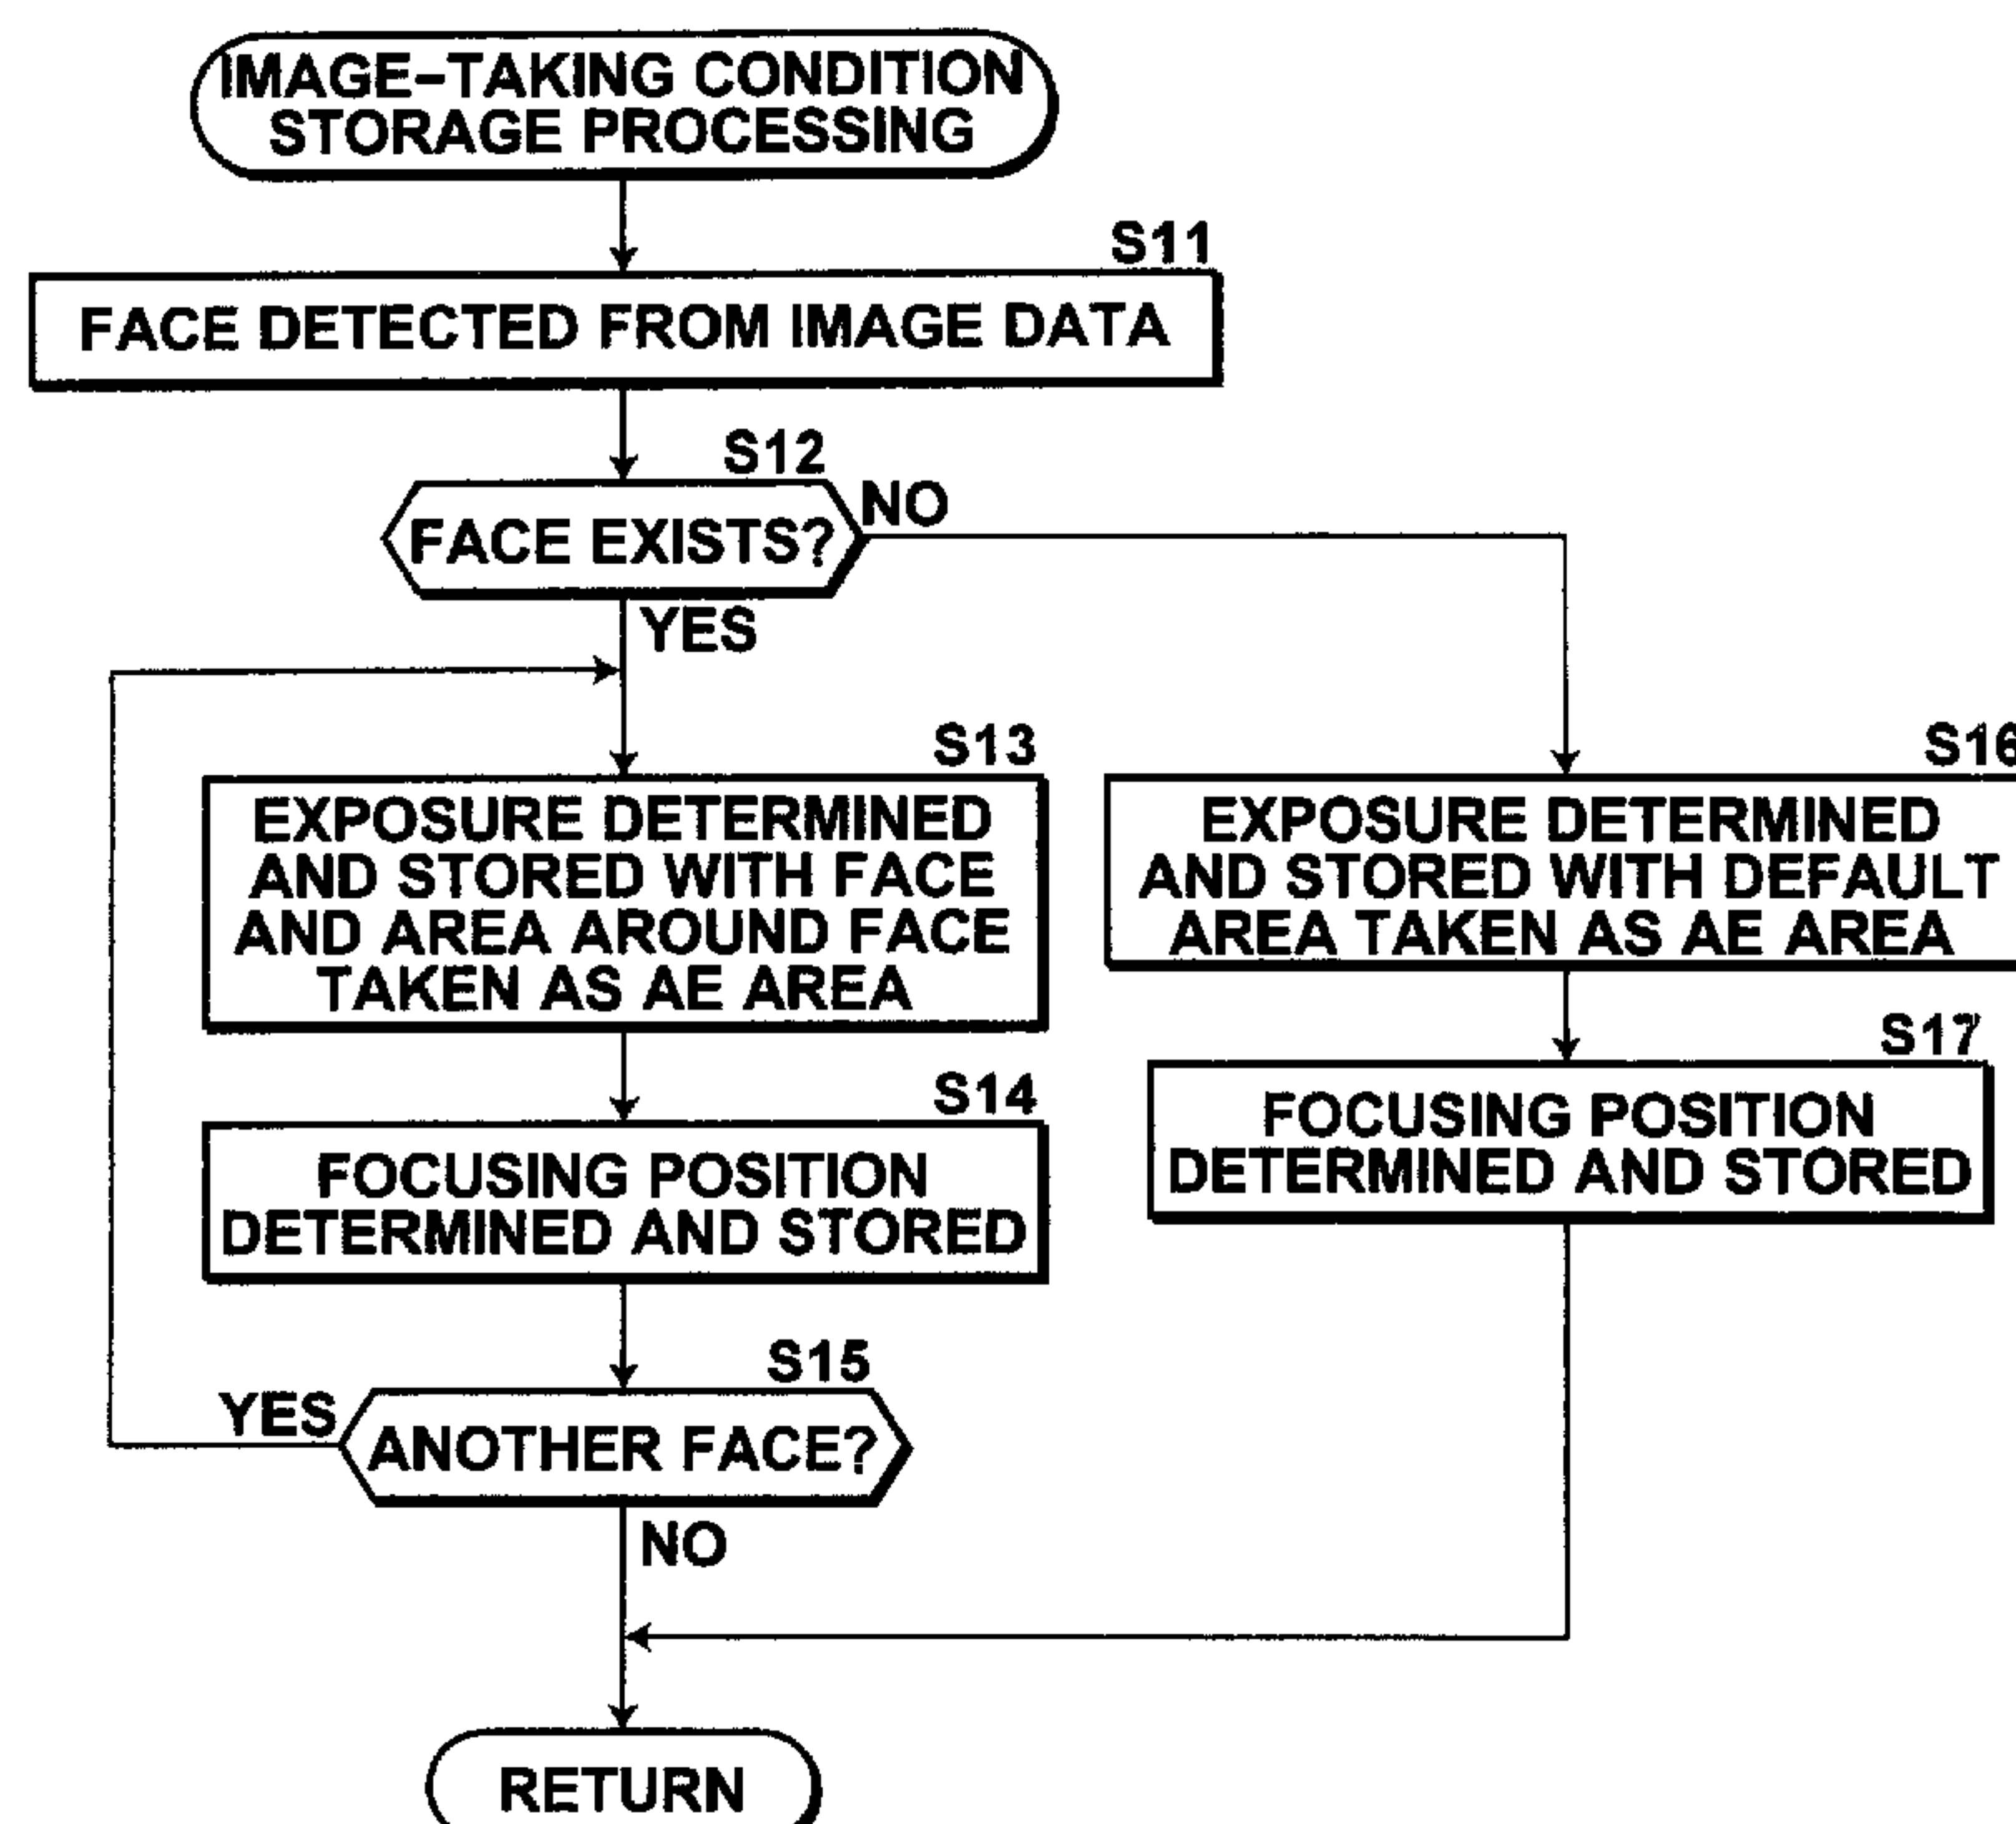 IMAGE-TAKING CONDITION
STORAGE PROCESSING
S11
FACE DETECTED FROM IMAGE DATA
S12
FACE EXISTS?
NO
YES
S13
EXPOSURE DETERMINED
AND STORED WITH FACE
AND AREA AROUND FACE
TAKEN AS AE AREA
S16
EXPOSURE DETERMINED
AND STORED WITH DEFAULT
AREA TAKEN AS AE AREA
S14
FOCUSING POSITION
DETERMINED AND STORED
S17
FOCUSING POSITION
DETERMINED AND STORED
S15
YES
ANOTHER FACE?
NO
RETURN